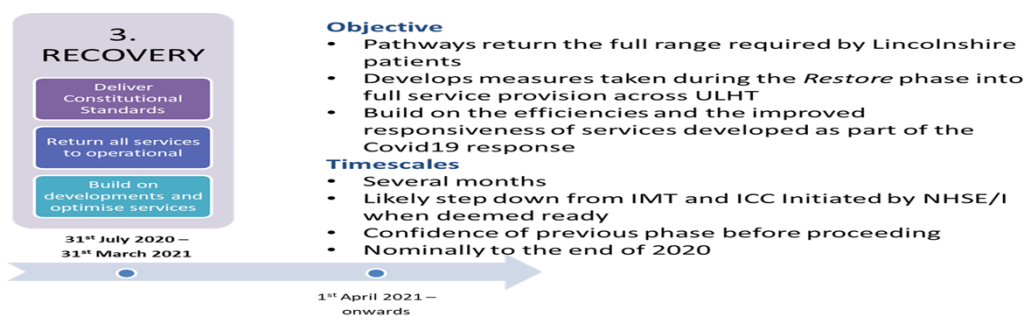 3.
RECOVERY
Deliver
Constitutional
Standards
Return all services
to operational
Build on
developments and
optimise services
31st July 2020 –
31st March 2021
Objective
• Pathways return the full range required by Lincolnshire
patients
• Develops measures taken during the Restore phase into
full service provision across ULHT
• Build on the efficiencies and the improved
responsiveness of services developed as part of the
Covid19 response
Timescales
• Several months
• Likely step down from IMT and ICC Initiated by NHSE/I
when deemed ready
• Confidence of previous phase before proceeding
• Nominally to the end of 2020
1st April 2021 –
onwards